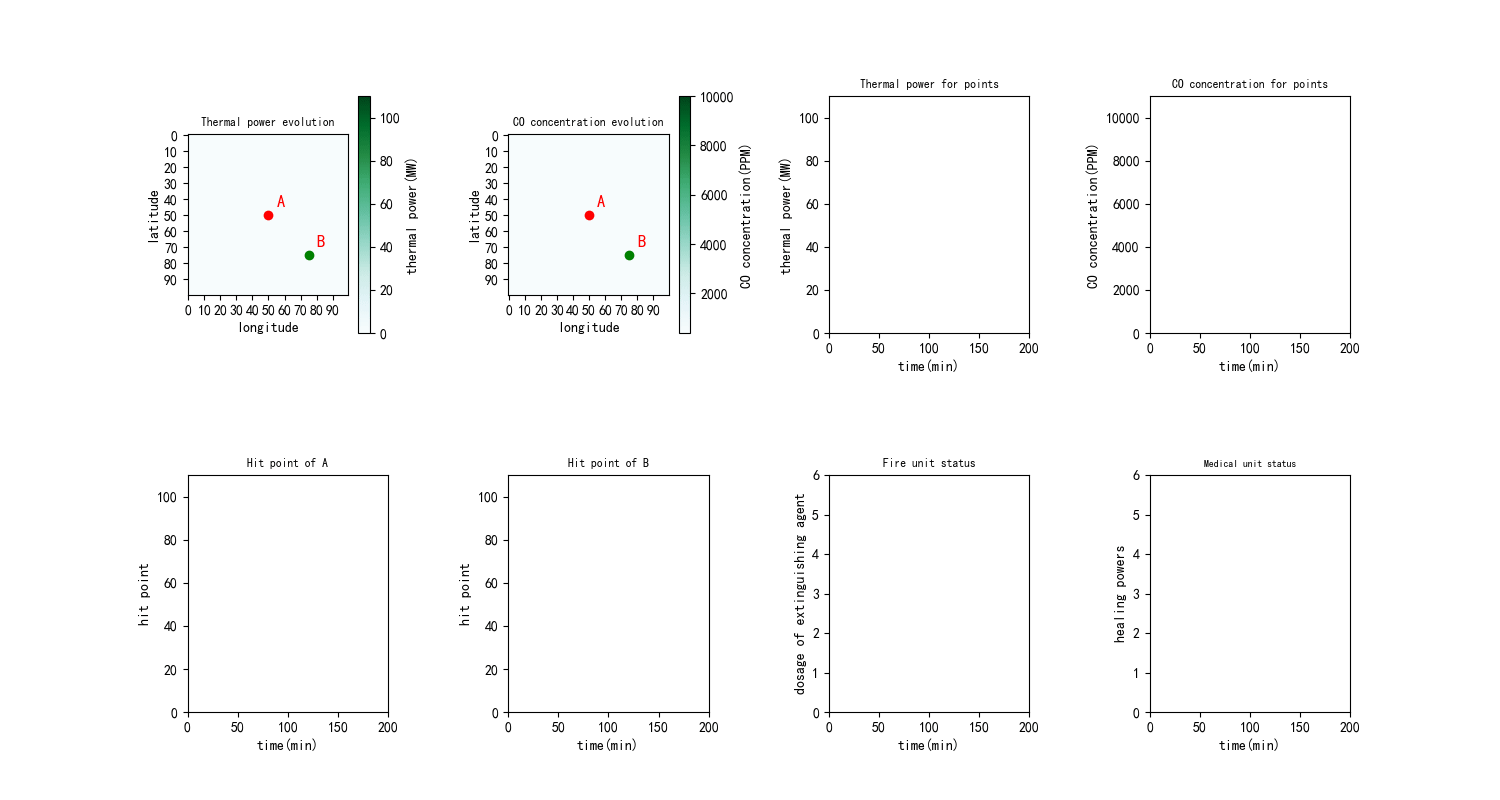 Thermal power evolution
0
10
20
30
40
50
60
70
80
90
latitude
A
B
0 10 20 30 40 50 60 70 80 90
longitude
100
80
60
40
20
0
thermal power(MW)
CO concentration evolution
0
10
20
30
40
50
60
70
80
90
latitude
A
B
0 10 20 30 40 50 60 70 80 90
longitude
10000
8000
6000
4000
2000
CO concentration(PPM)
Thermal power for points
100
80
60
40
20
0
thermal power(MW)
0 50 100 150 200
time(min)
CO concentration for points
10000
8000
6000
4000
2000
0
CO concentration(PPM)
0 50 100 150 200
time(min)
Hit point of A
100
80
60
40
20
0
hit point
0 50 100 150 200
time(min)
Hit point of B
100
80
60
40
20
0
hit point
0 50 100 150 200
time(min)
Fire unit status
6
5
4
3
2
1
0
dosage of extinguishing agent
0 50 100 150 200
time(min)
Medical unit status
6
5
4
3
2
1
0
healing powers
0 50 100 150 200
time(min)